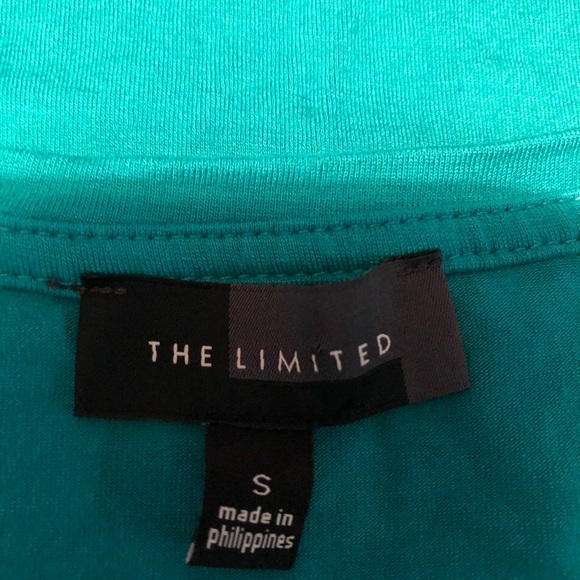 THE LIMITED
S
made in
philippines